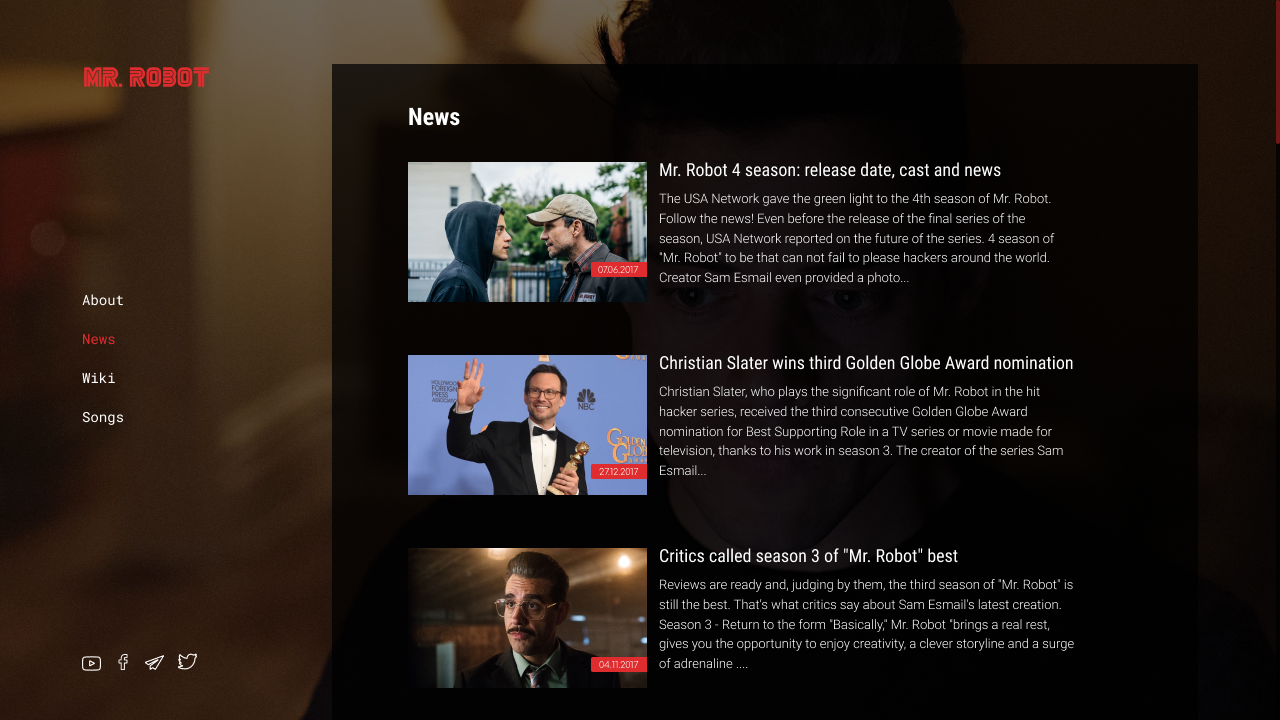 MR. ROBOT
About
News
Wiki
Songs
News
Mr. Robot 4 season: release date, cast and news
The USA Network gave the green light to the 4th season of Mr. Robot.
Follow the news! Even before the release of the final series of the
season, USA Network reported on the future of the series. 4 season of
"Mr. Robot" to be that can not fail to please hackers around the world.
Creator Sam Esmail even provided a photo...
07.06.2017
Christian Slater wins third Golden Globe Award nomination
Christian Slater, who plays the significant role of Mr. Robot in the hit
hacker series, received the third consecutive Golden Globe Award
nomination for Best Supporting Role in a TV series or movie made for
television, thanks to his work in season 3. The creator of the series Sam
Esmail...
HOLLYWOOD
FOREIGN
PRESS
ASSOCIATION
NBC
GOLDEN
27.12.2017
Critics called season 3 of "Mr. Robot" best
Reviews are ready and, judging by them, the third season of "Mr. Robot" is
still the best. That's what critics say about Sam Esmail's latest creation.
Season 3 - Return to the form "Basically," Mr. Robot "brings a real rest,
gives you the opportunity to enjoy creativity, a clever storyline and a surge
of adrenaline ....
04.11.2017